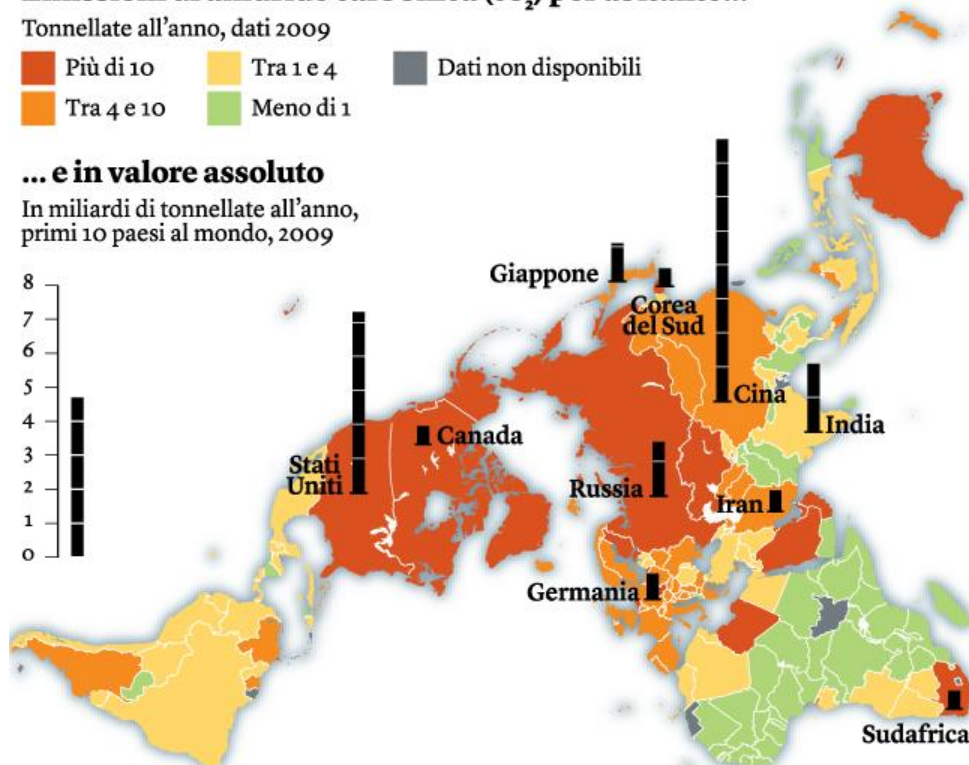 Tonnellate all'anno, dati 2009
Più di 10
Tra 1 e 4
Dati non disponibili
Tra 4 e 10
Meno di 1
... e in valore assoluto
In miliardi di tonnellate all'anno,
primi 10 paesi al mondo, 2009
8
7
6
5
4
3
2
1
0
Giappone
Corea
del Sud
Cina
India
Canada
Stati
Uniti
Russia
Iran
Germania
Sudafrica